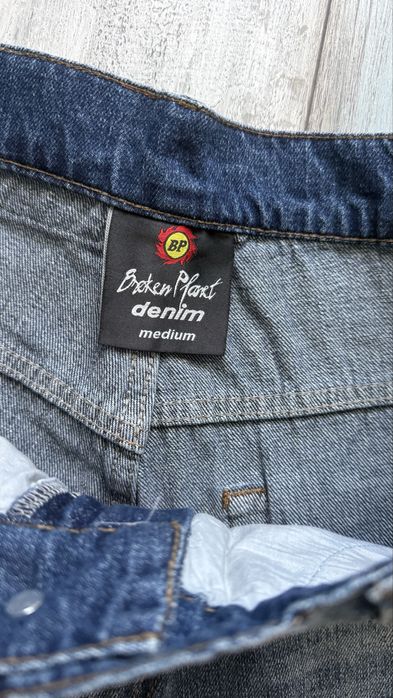 BP
Broken Planet
denim
medium